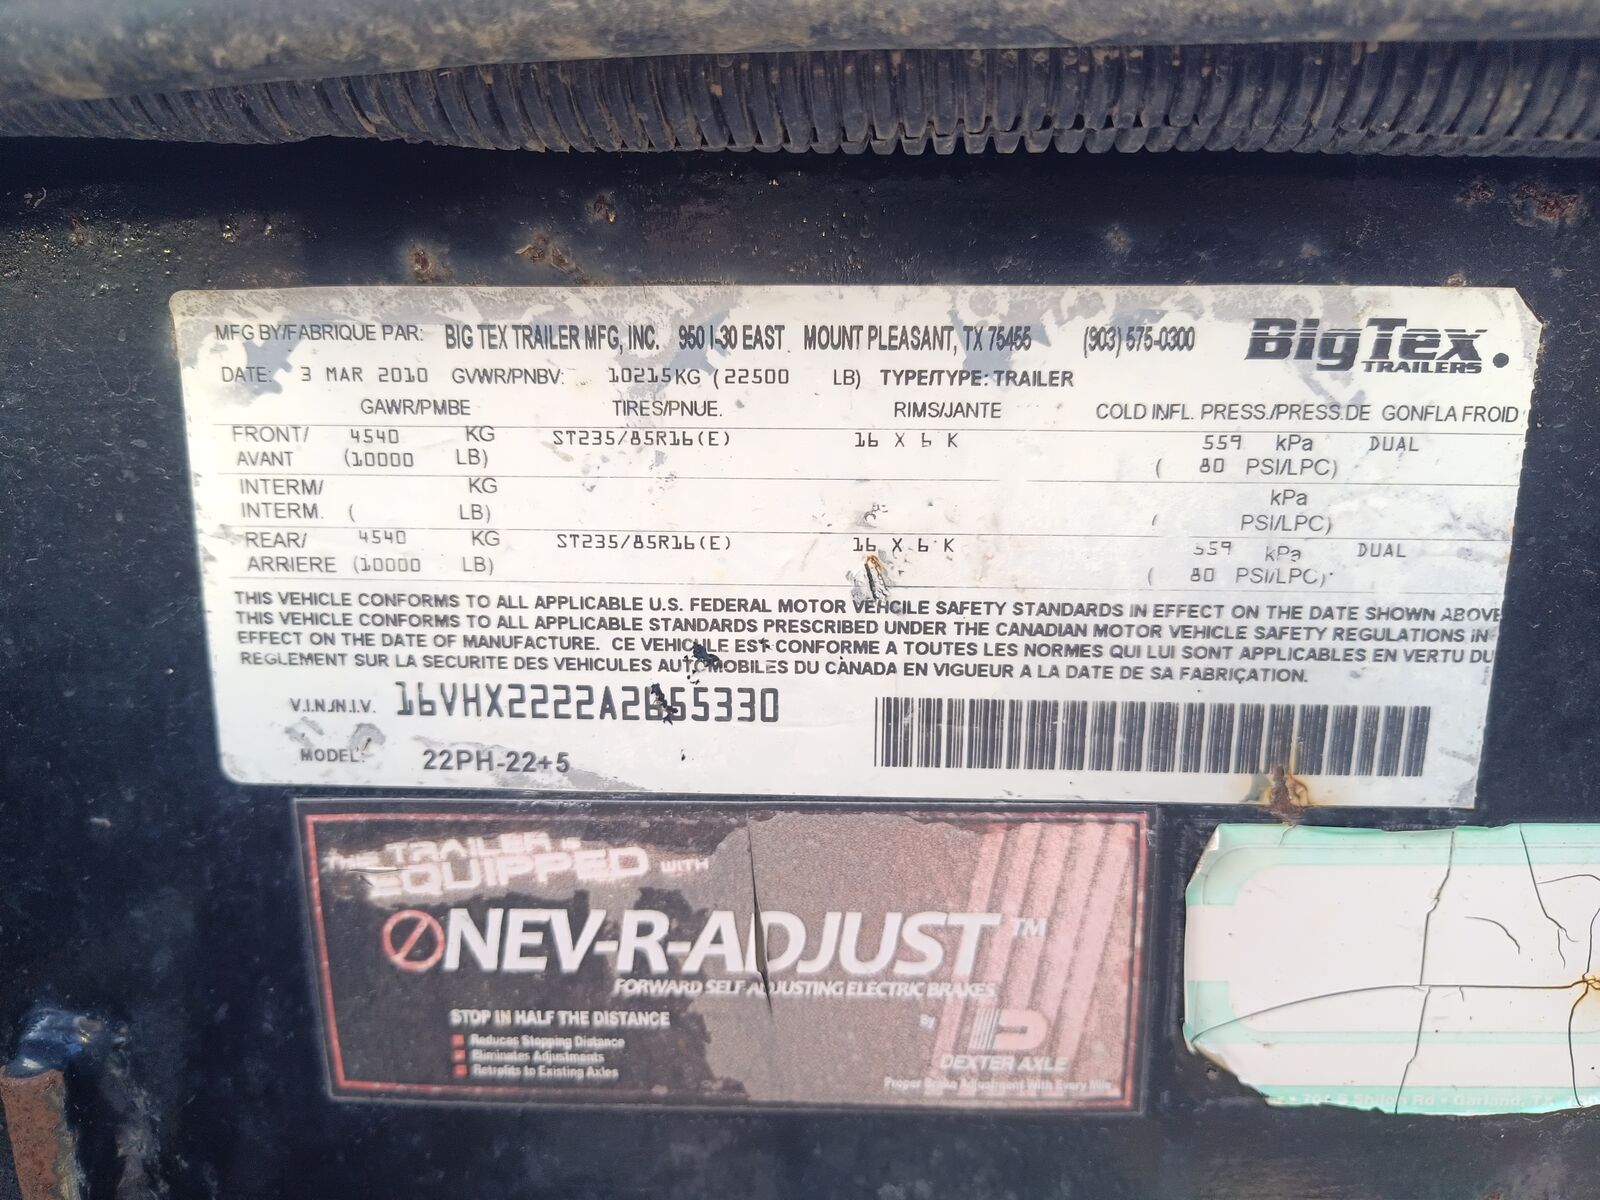 MFG BY/FABRIQUE PAR: BIG TEX TRAILER MFG, INC. 950 I-30 EAST MOUNT PLEASANT, TX 75455 (903) 575-0300 BigTex. TRAILERS
DATE: 3 MAR 2010 GVWR/PNBV: 10215KG (22500 LB) TYPE/TYPE: TRAILER
GAWR/PMBE TIRES/PNUE. RIMS/JANTE COLD INFL. PRESS./PRESS.DE GONFLA FROID
FRONT/ 4540 KG ST235/85R16(E) 16 X 6 K 559 kPa DUAL
AVANT (10000 LB) ( 80 PSI/LPC)
INTERM/ KG kPa
INTERM. ( LB) ( PSI/LPC)
REAR/ 4540 KG ST235/85R16(E) 16 X 6 K 559 kPa DUAL
ARRIERE (10000 LB) ( 80 PSI/LPC)
THIS VEHICLE CONFORMS TO ALL APPLICABLE U.S. FEDERAL MOTOR VEHCILE SAFETY STANDARDS IN EFFECT ON THE DATE SHOWN ABOVE
THIS VEHICLE CONFORMS TO ALL APPLICABLE STANDARDS PRESCRIBED UNDER THE CANADIAN MOTOR VEHICLE SAFETY REGULATIONS IN
EFFECT ON THE DATE OF MANUFACTURE. CE VEHICULE EST CONFORME A TOUTES LES NORMES QUI LUI SONT APPLICABLES EN VERTU DU
REGLEMENT SUR LA SECURITE DES VEHICULES AUTOMOBILES DU CANADA EN VIGUEUR A LA DATE DE SA FABRIÇATION.
V.I.N./N.I.V. 16VHX2222A2655330
MODEL: 22PH-22+5
THIS TRAILER IS
EQUIPPED WITH
NEV-R-ADJUST™
FORWARD SELF ADJUSTING ELECTRIC BRAKES
STOP IN HALF THE DISTANCE
Reduces Stopping Distance
Eliminates Adjustments
Retrofits to Existing Axles
By
DEXTER AXLE
Proper Brake Adjustment With Every Mile
S Shiloh Rd • Garland, TX